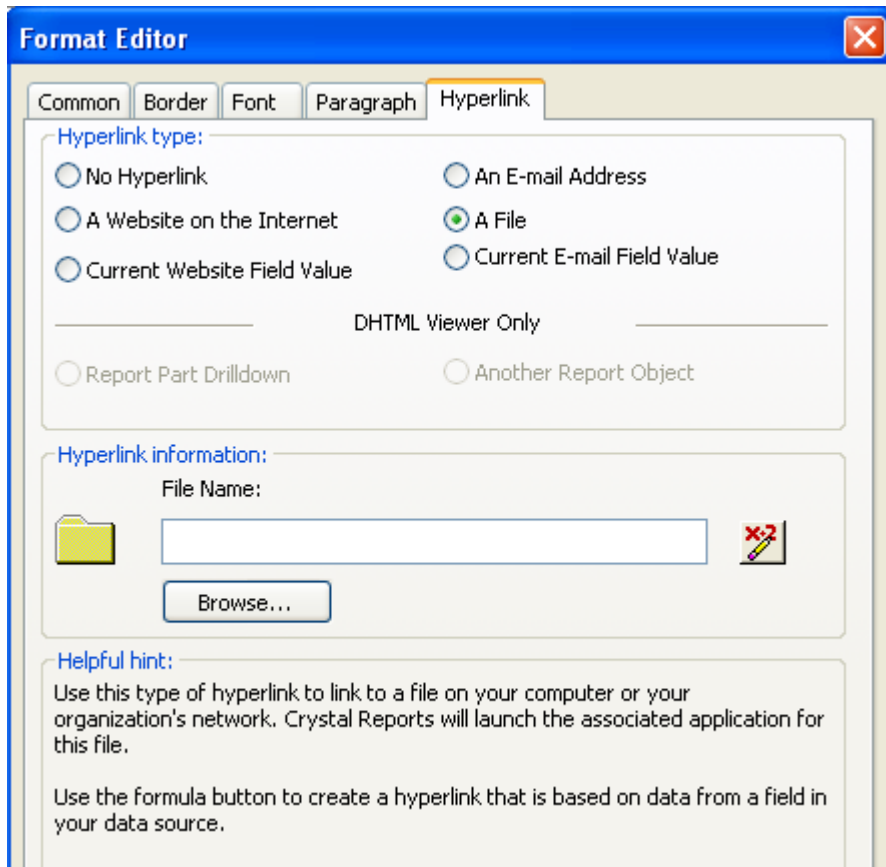 Format Editor
Common Border Font Paragraph Hyperlink
Hyperlink type:
No Hyperlink An E-mail Address
A Website on the Internet A File
Current Website Field Value Current E-mail Field Value
DHTML Viewer Only
Report Part Drilldown Another Report Object
Hyperlink information:
File Name:
X+2
Browse...
Helpful hint:
Use this type of hyperlink to link to a file on your computer or your
organization's network. Crystal Reports will launch the associated application for
this file.
Use the formula button to create a hyperlink that is based on data from a field in
your data source.